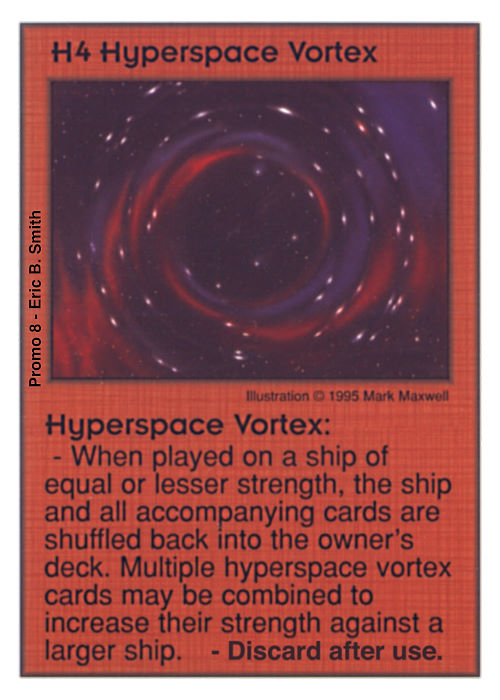 H4 Hyperspace Vortex
Promo 8 - Eric B. Smith
Illustration © 1995 Mark Maxwell
Hyperspace Vortex:
- When played on a ship of
equal or lesser strength, the ship
and all accompanying cards are
shuffled back into the owner's
deck. Multiple hyperspace vortex
cards may be combined to
increase their strength against a
larger ship. - Discard after use.